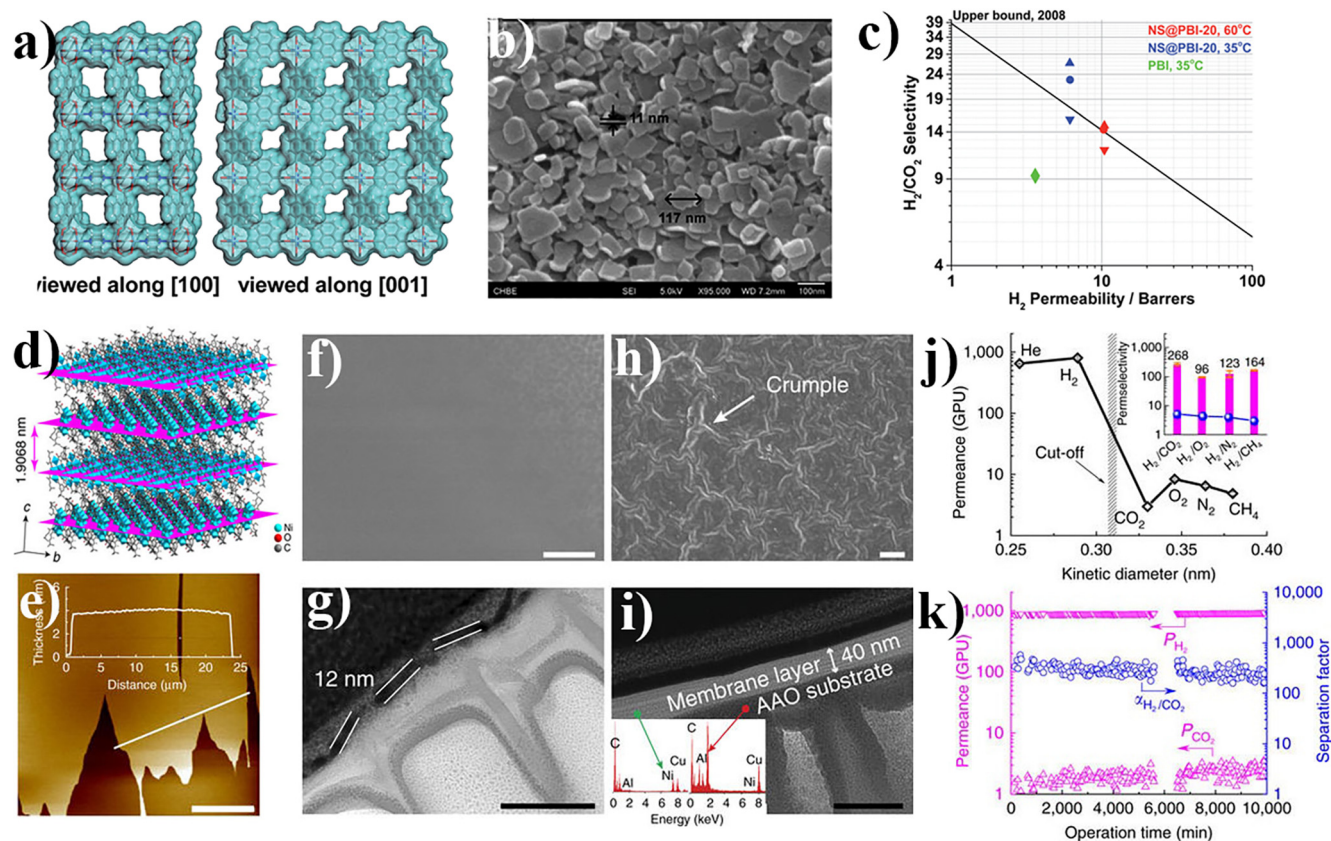 a)
viewed along [100]
viewed along [001]
b)
11 nm
117 nm
CHBE SEI 5.0kV X95.000 WD 7.2mm 100nm
c)
Upper bound, 2008
NS@PBI-20, 60°C
NS@PBI-20, 35°C
PBI, 35°C
H₂/CO₂ Selectivity
39
34
29
24
19
14
9
4
1 10 100
H₂ Permeability / Barrers
d)
1.9068 nm
c
b
Ni
O
C
e)
Thickness
4
2
0
0 5 10 15 20 25
Distance (μm)
f)
g)
12 nm
h)
Crumple
i)
40 nm
Membrane layer
AAO substrate
C
Al
Ni
Cu
C
Al
Cu
Ni
0 2 4 6 8 0 2 4 6 8
Energy (keV)
j)
Permeance (GPU)
1,000
100
10
1
He
H₂
Cut-off
CO₂
O₂
N₂
CH₄
0.25 0.30 0.35 0.40
Kinetic diameter (nm)
Permselectivity
1,000
100
10
1
268
96
123
164
H₂/CO₂
H₂/O₂
H₂/N₂
H₂/CH₄
k)
Permeance (GPU)
1,000
100
10
1
P H₂
α H₂/CO₂
P CO₂
10,000
1,000
100
10
1
Separation factor
0 2,000 4,000 6,000 8,000 10,000
Operation time (min)